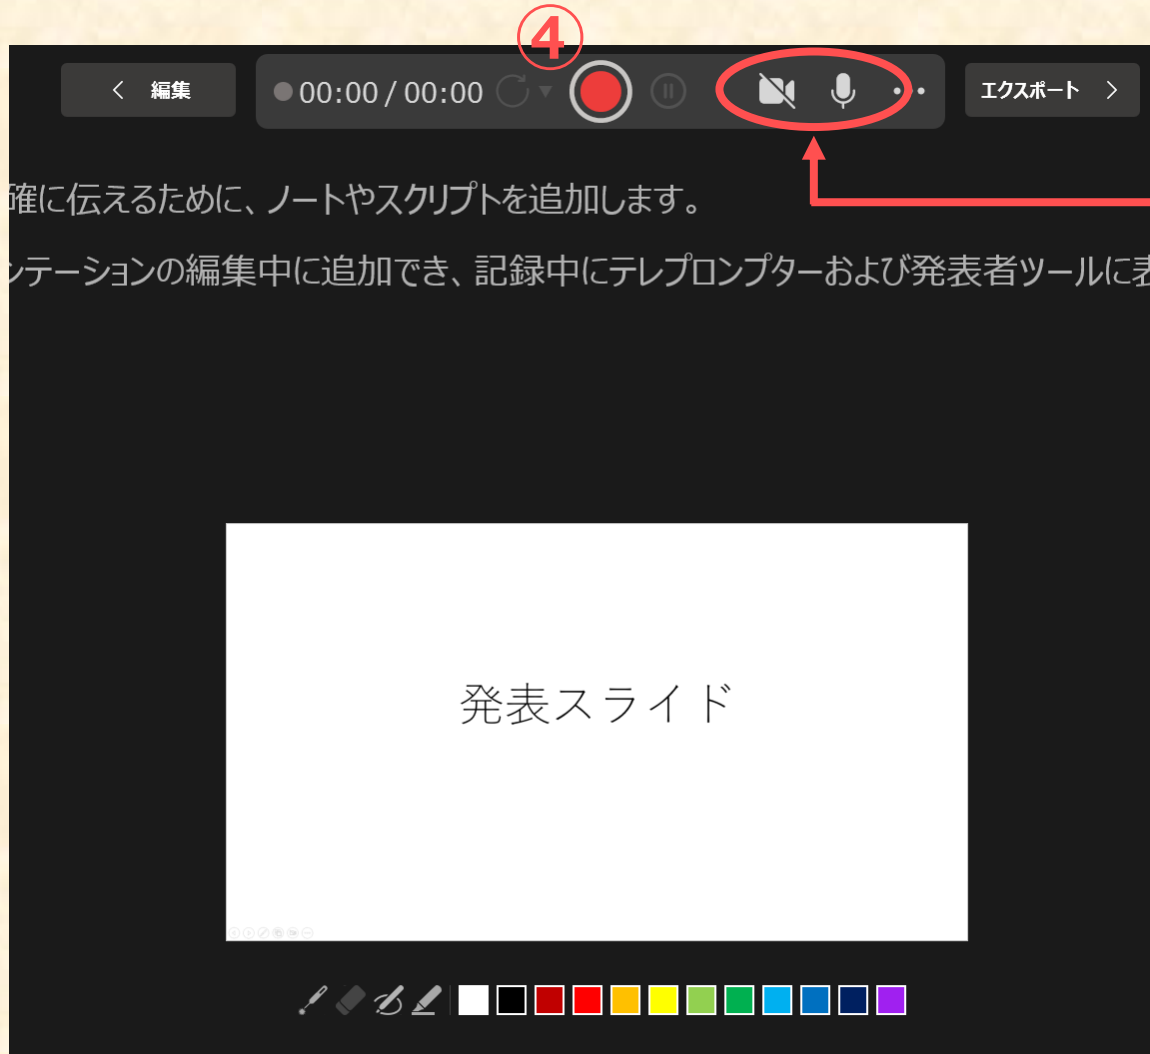 ④
編集
00:00 / 00:00
エクスポート
確に伝えるために、ノートやスクリプトを追加します。
ンテーションの編集中に追加でき、記録中にテレプロンプターおよび発表者ツールに表
発表スライド